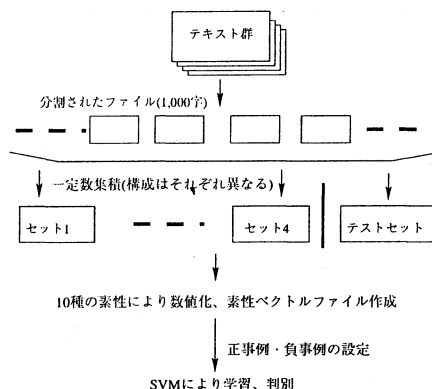 テキスト群
分割されたファイル(1,000字)
一定数集積(構成はそれぞれ異なる)
セット1
セット4
テストセット
10種の素性により数値化、素性ベクトルファイル作成
正事例・負事例の設定
SVMにより学習、判別